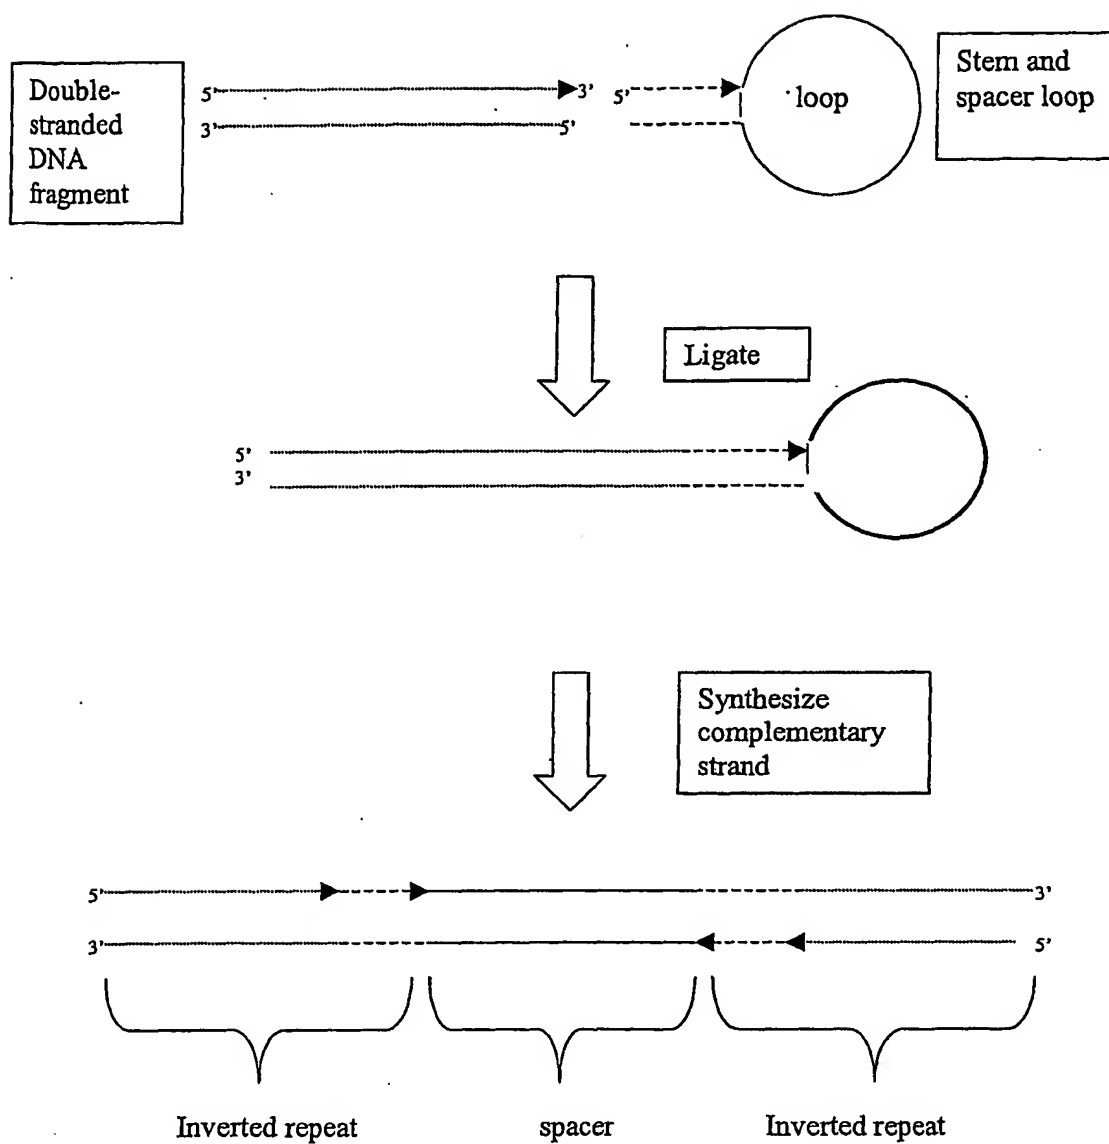 Double-
stranded
DNA
fragment
5' 3' 5'
3' 5'
loop
Stem and
spacer loop
Ligate
5'
3'
Synthesize
complementary
strand
5' 3'
3' 5'
Inverted repeat spacer Inverted repeat